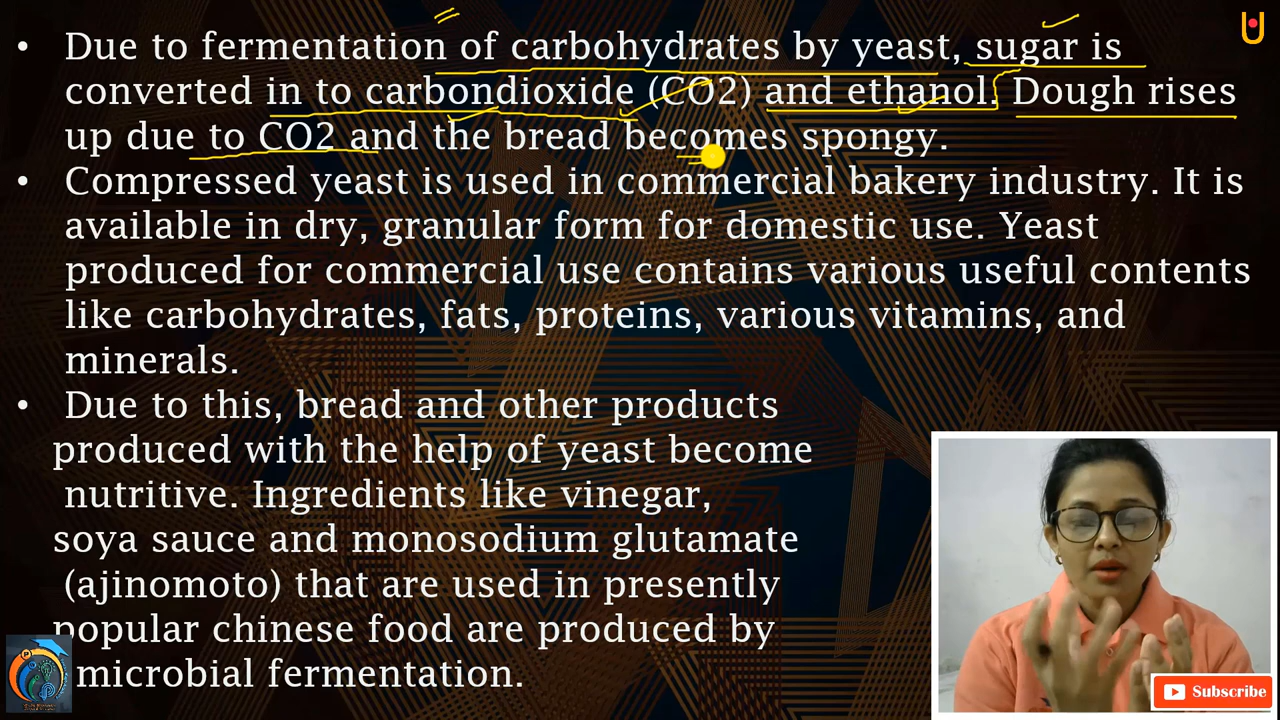 • Due to fermentation of carbohydrates by yeast, sugar is
converted in to carbondioxide (CO2) and ethanol. Dough rises
up due to CO2 and the bread becomes spongy.
• Compressed yeast is used in commercial bakery industry. It is
available in dry, granular form for domestic use. Yeast
produced for commercial use contains various useful contents
like carbohydrates, fats, proteins, various vitamins, and
minerals.
• Due to this, bread and other products
produced with the help of yeast become
nutritive. Ingredients like vinegar,
soya sauce and monosodium glutamate
(ajinomoto) that are used in presently
popular chinese food are produced by
microbial fermentation.
Subscribe